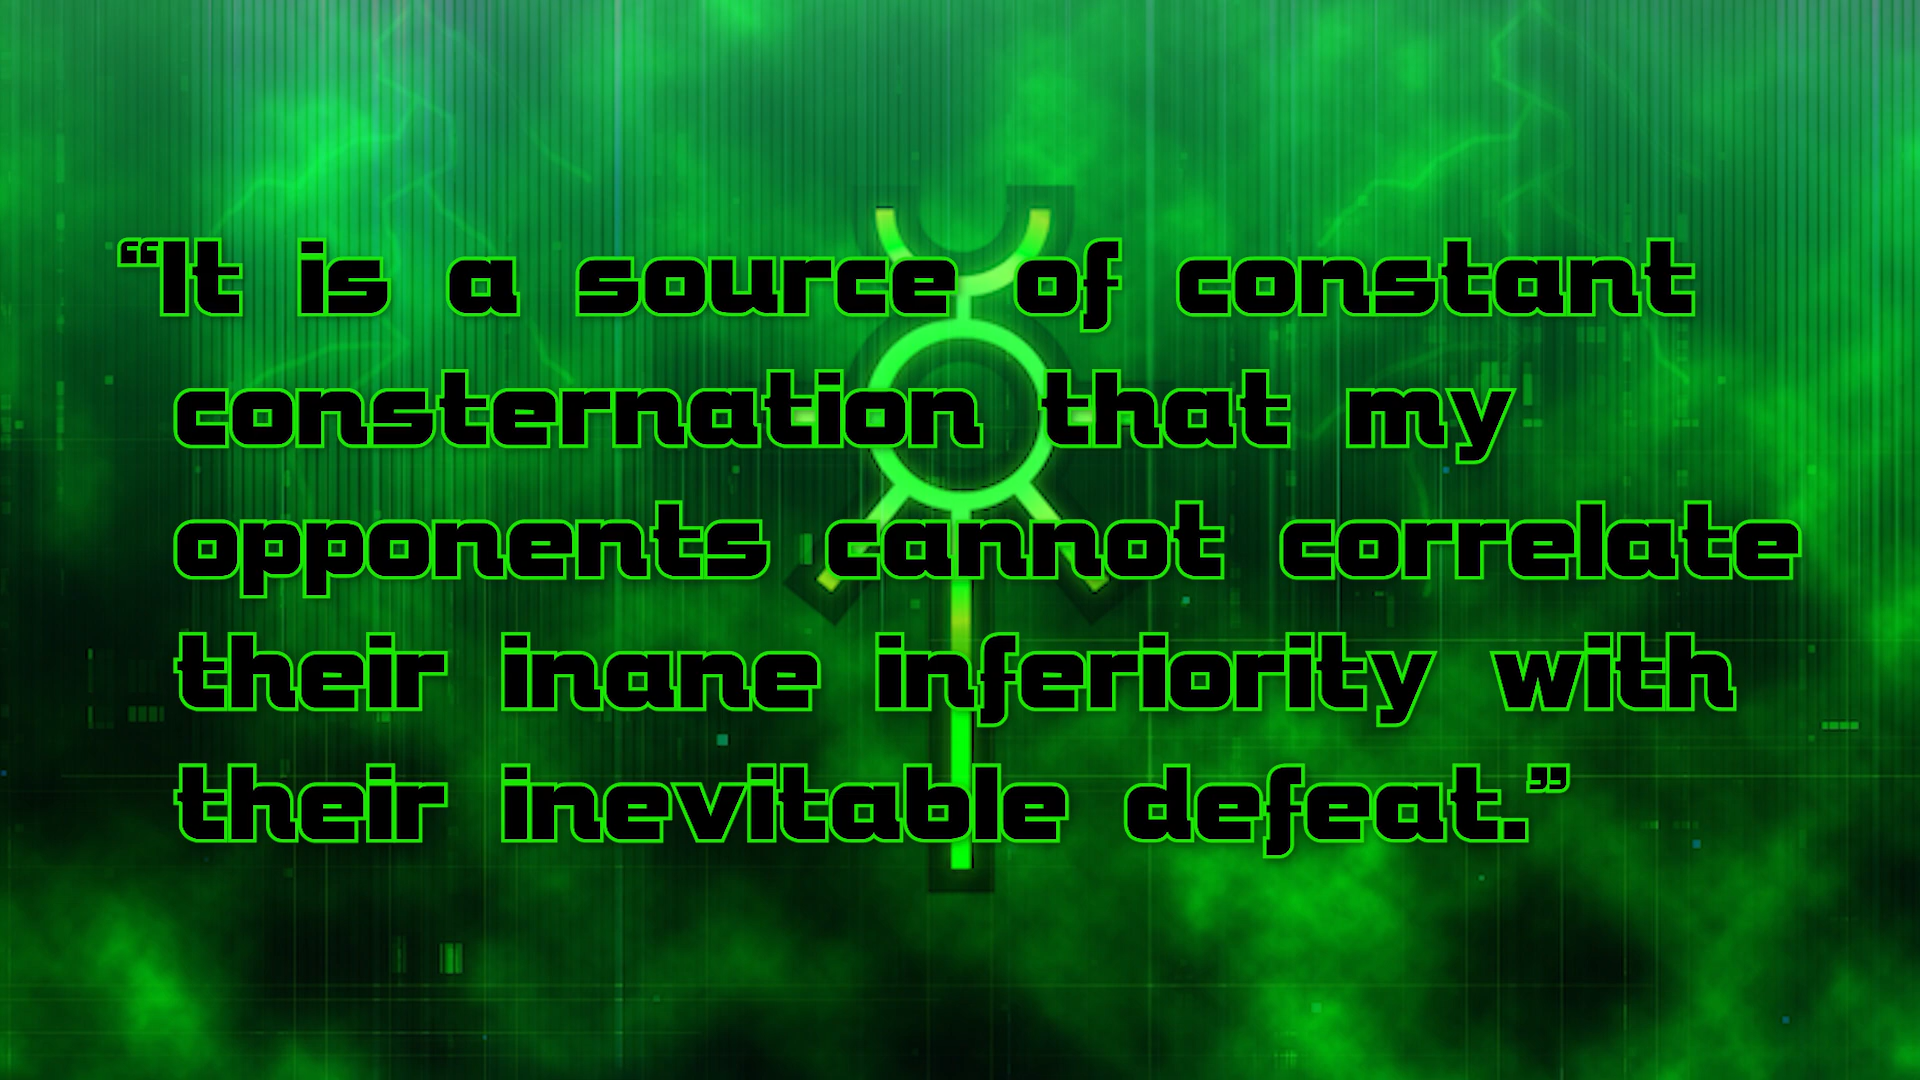 “It is a source of constant
consternation that my
opponents cannot correlate
their inane inferiority with
their inevitable defeat.”